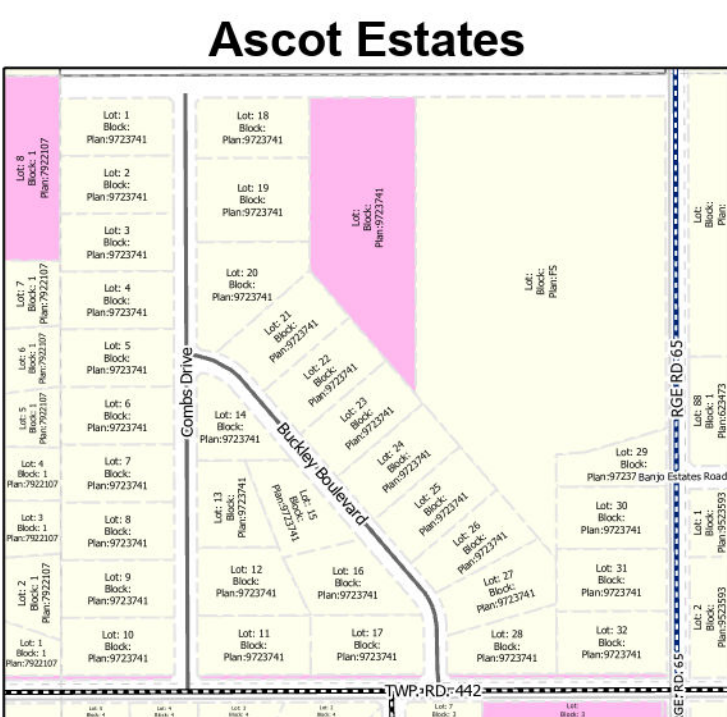 Ascot Estates
Lot: 8
Block: 1
Plan:7922107
Lot: 7
Block: 1
Plan:7922107
Lot: 6
Block: 1
Plan:7922107
Lot: 5
Block: 1
Plan:7922107
Lot: 4
Block: 1
Plan:7922107
Lot: 3
Block: 1
Plan:7922107
Lot: 2
Block: 1
Plan:7922107
Lot: 1
Block: 1
Plan:7922107
Lot: 1
Block:
Plan:9723741
Lot: 2
Block:
Plan:9723741
Lot: 3
Block:
Plan:9723741
Lot: 4
Block:
Plan:9723741
Lot: 5
Block:
Plan:9723741
Lot: 6
Block:
Plan:9723741
Lot: 7
Block:
Plan:9723741
Lot: 8
Block:
Plan:9723741
Lot: 9
Block:
Plan:9723741
Lot: 10
Block:
Plan:9723741
Combs Drive
Lot: 18
Block:
Plan:9723741
Lot: 19
Block:
Plan:9723741
Lot: 20
Block:
Plan:9723741
Lot: 21
Block:
Plan:9723741
Lot: 22
Block:
Plan:9723741
Lot: 23
Block:
Plan:9723741
Lot: 24
Block:
Plan:9723741
Lot: 25
Block:
Plan:9723741
Lot: 26
Block:
Plan:9723741
Lot: 27
Block:
Plan:9723741
Lot: 28
Block:
Plan:9723741
Buckley Boulevard
Lot: 14
Block:
Plan:9723741
Lot: 13
Block:
Plan:9723741
Lot: 15
Block:
Plan:9723741
Lot: 12
Block:
Plan:9723741
Lot: 16
Block:
Plan:9723741
Lot: 11
Block:
Plan:9723741
Lot: 17
Block:
Plan:9723741
Lot:
Block:
Plan:9723741
Lot:
Block:
Plan:FS
Lot: 29
Block:
Plan:97237
Banjo Estates Road
Lot: 30
Block:
Plan:9723741
Lot: 31
Block:
Plan:9723741
Lot: 32
Block:
Plan:9723741
RGE RD 65
GE RD 65
Lot:
Block:
Plan:
Block: 1
Plan:623473
Lot: 1
Block:
Plan:9523593
Lot: 2
Block:
Plan:9523593
TWP. RD. 442
Lot: 7
Lot: